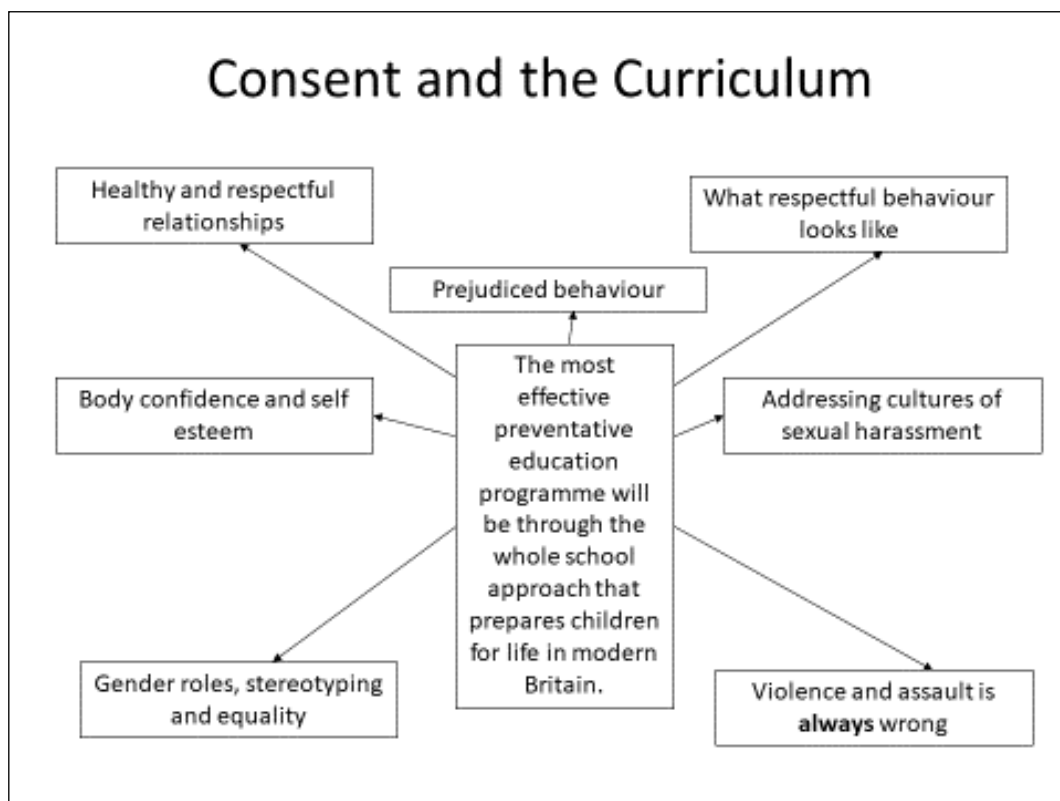 Consent and the Curriculum
Healthy and respectful
relationships
What respectful behaviour
looks like
Prejudiced behaviour
The most
effective
preventative
education
programme will
be through the
whole school
approach that
prepares children
for life in modern
Britain.
Body confidence and self
esteem
Addressing cultures of
sexual harassment
Gender roles, stereotyping
and equality
Violence and assault is
always wrong